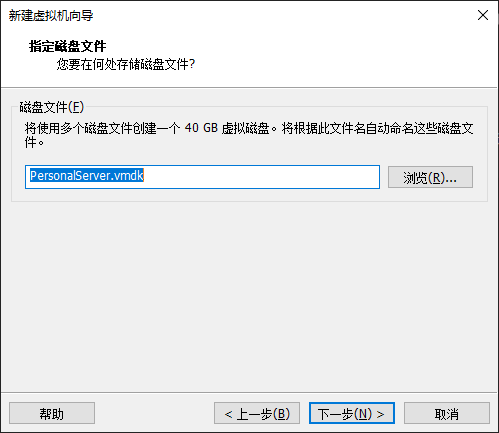 新建虚拟机向导
指定磁盘文件
您要在何处存储磁盘文件?
磁盘文件(F)
将使用多个磁盘文件创建一个 40 GB 虚拟磁盘。将根据此文件名自动命名这些磁盘文
件。
PersonalServer.vmdk
浏览(R)...
帮助
< 上一步(B)
下一步(N) >
取消